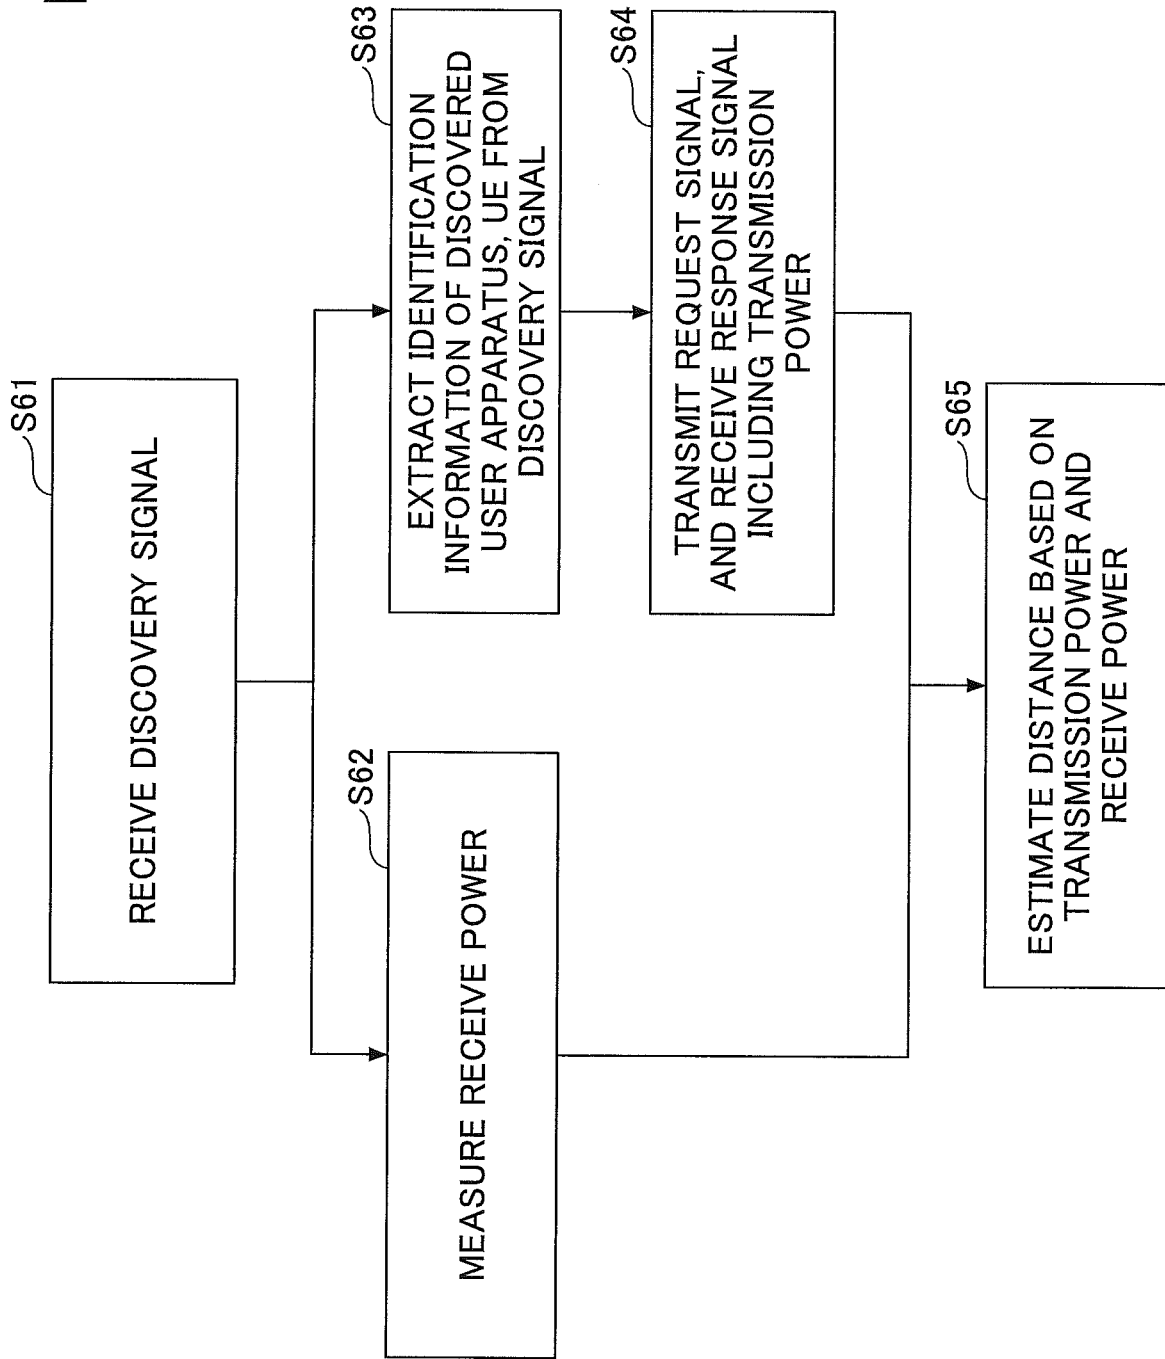 S61
RECEIVE DISCOVERY SIGNAL
S62
MEASURE RECEIVE POWER
S63
EXTRACT IDENTIFICATION
INFORMATION OF DISCOVERED
USER APPARATUS, UE FROM
DISCOVERY SIGNAL
S64
TRANSMIT REQUEST SIGNAL,
AND RECEIVE RESPONSE SIGNAL
INCLUDING TRANSMISSION
POWER
S65
ESTIMATE DISTANCE BASED ON
TRANSMISSION POWER AND
RECEIVE POWER